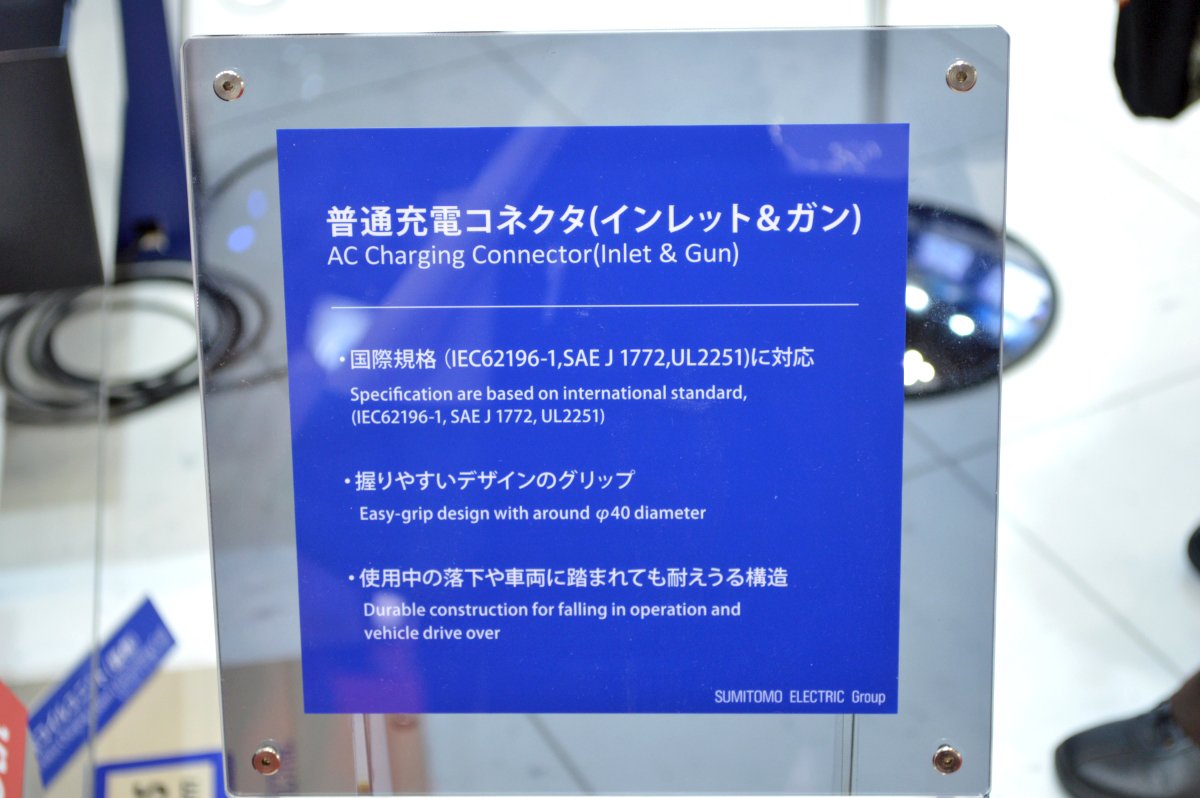 普通充電コネクタ(インレット＆ガン)
AC Charging Connector(Inlet & Gun)
・国際規格（IEC62196-1,SAE J 1772,UL2251)に対応
Specification are based on international standard,
(IEC62196-1, SAE J 1772, UL2251)
・握りやすいデザインのグリップ
Easy-grip design with around φ40 diameter
・使用中の落下や車両に踏まれても耐えうる構造
Durable construction for falling in operation and
vehicle drive over
SUMITOMO ELECTRIC Group